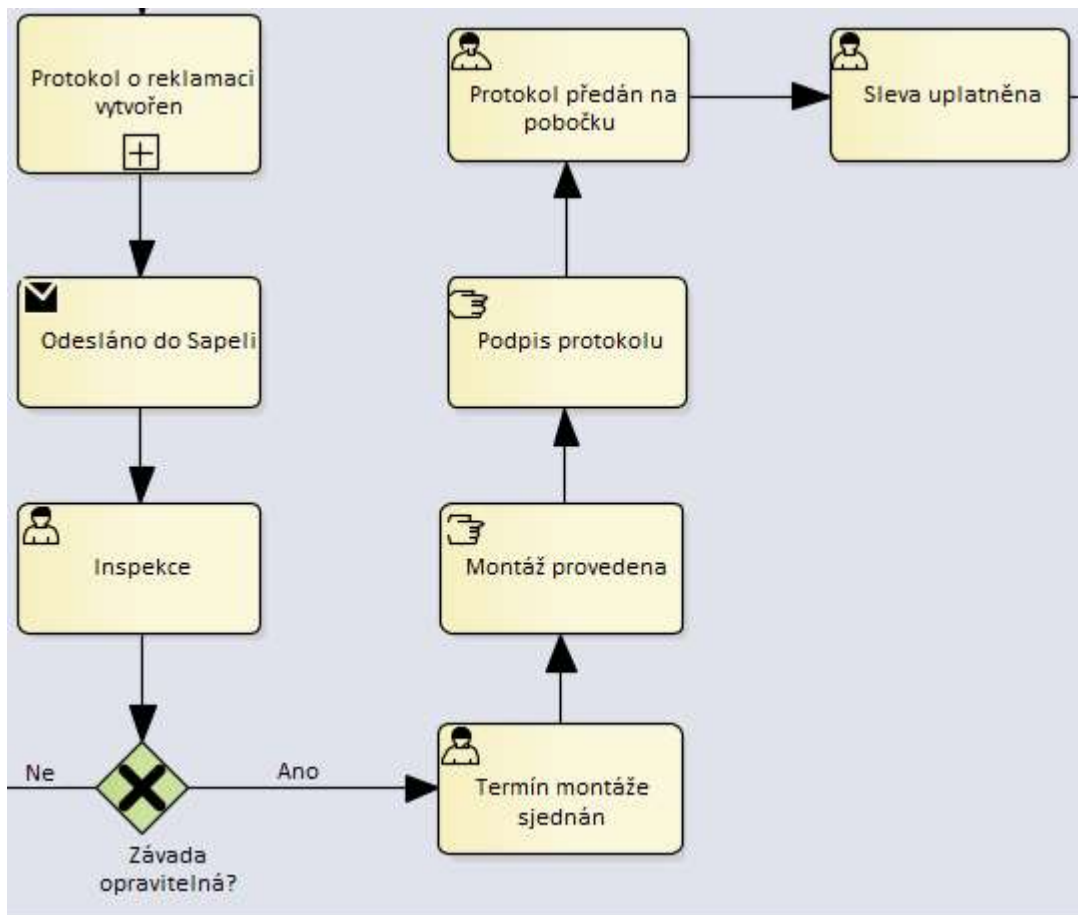 Protokol o reklamaci
vytvořen
Odesláno do Sapeli
Inspekce
Ne
Ano
Závada
opravitelná?
Termín montáže
sjednán
Montáž provedena
Podpis protokolu
Protokol předán na
pobočku
Sleva uplatněna